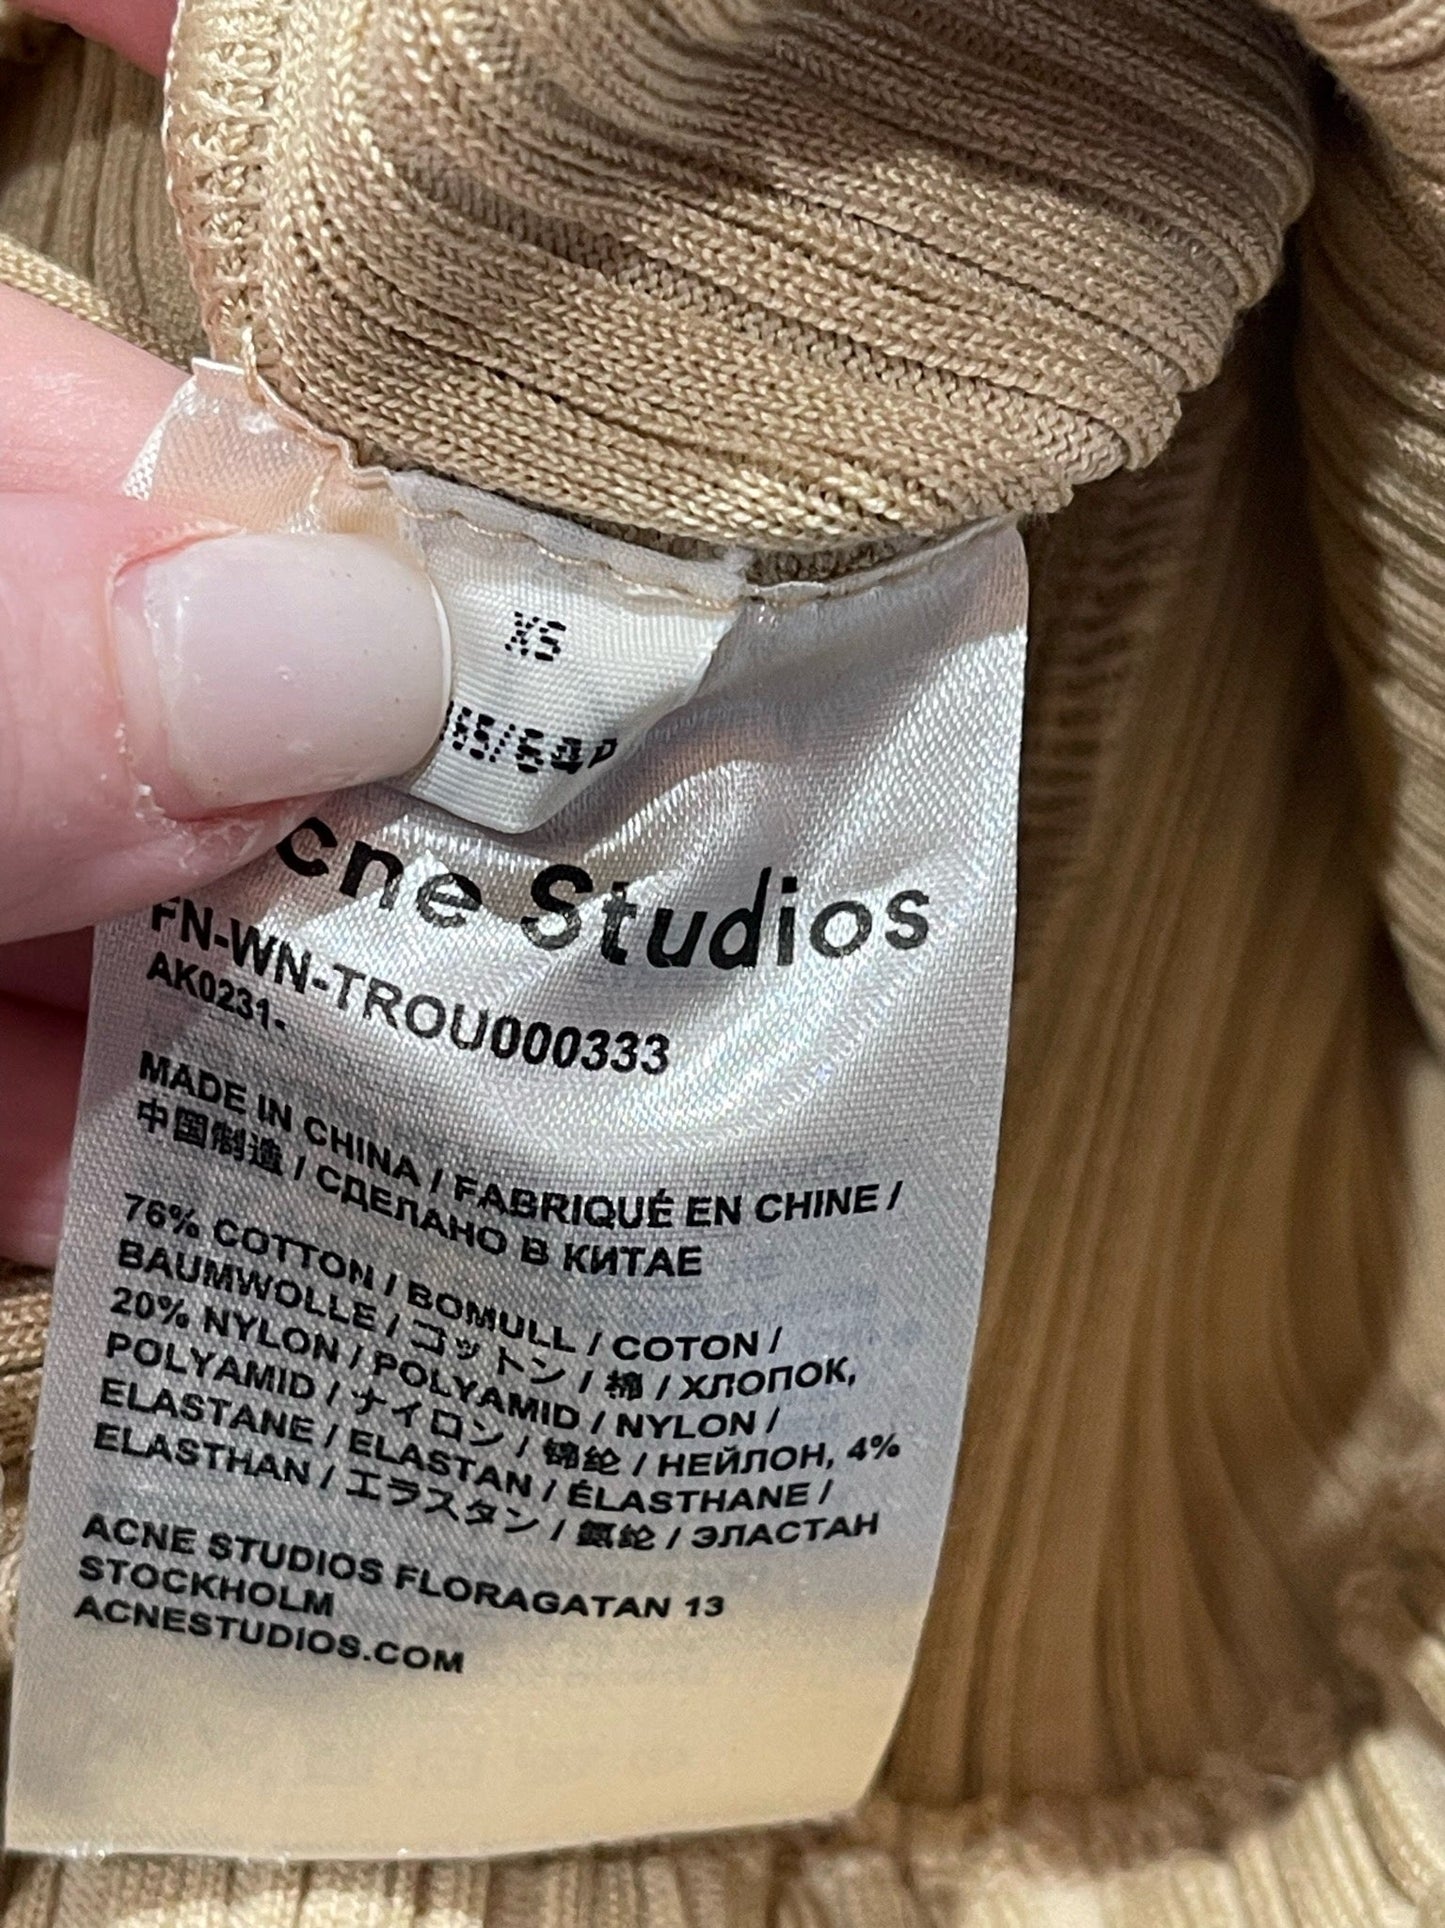 XS
165/64A
Acne Studios
FN-WN-TROU000333
AK0231-
MADE IN CHINA / FABRIQUÉ EN CHINE /
中国制造 / СДЕЛАНО В КИТАЕ
76% COTTON / BOMULL / COTON /
BAUMWOLLE / コットン / 棉 / ХЛОПОК,
20% NYLON / POLYAMID / NYLON /
POLYAMID / ナイロン / 锦纶 / НЕЙЛОН, 4%
ELASTANE / ELASTAN / ÉLASTHANE /
ELASTHAN / エラスタン / 氨纶 / ЭЛАСТАН
ACNE STUDIOS FLORAGATAN 13
STOCKHOLM
ACNESTUDIOS.COM